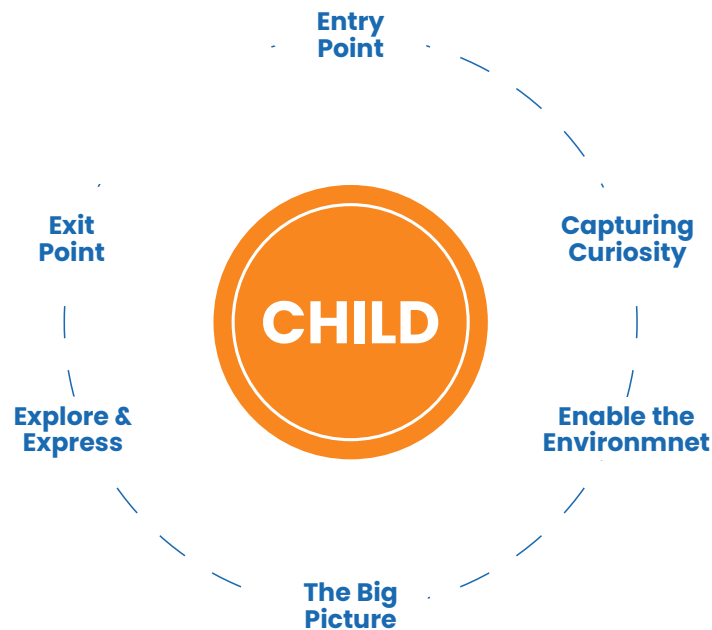 Entry
Point
Capturing
Curiosity
Enable the
Environmnet
The Big
Picture
Explore &
Express
Exit
Point
CHILD